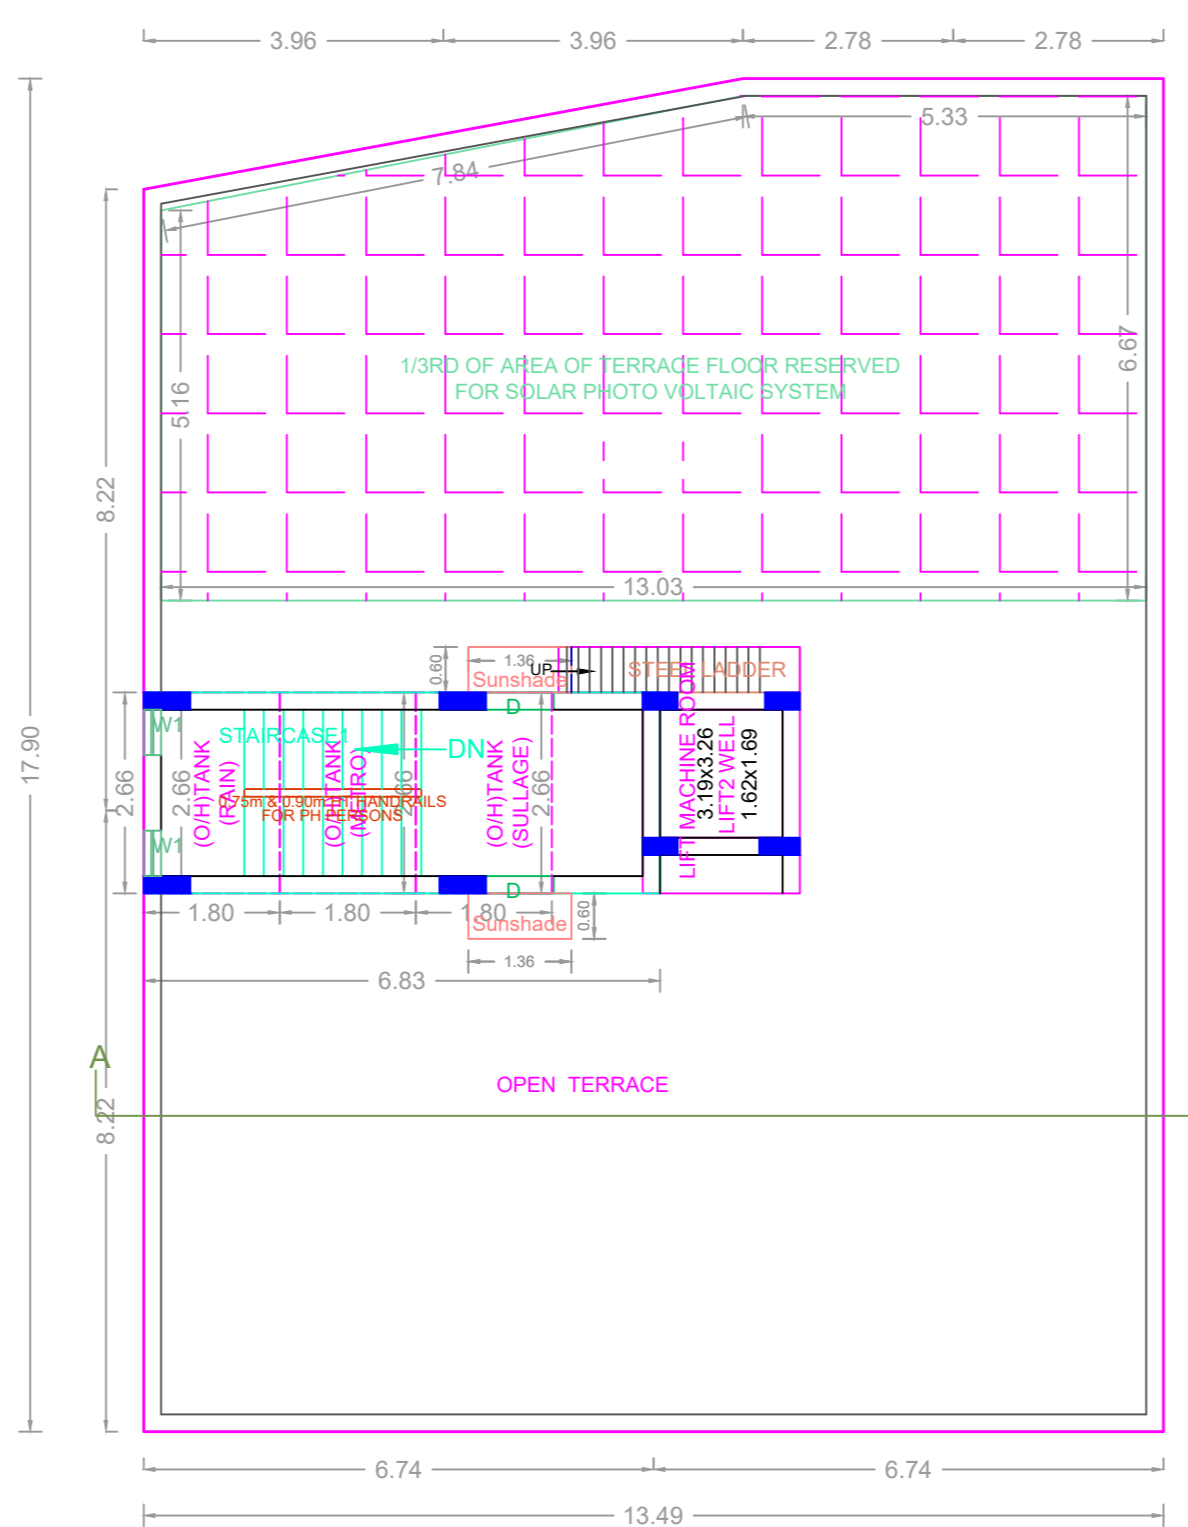 3.96
3.96
2.78
2.78
5.33
7.84
6.67
1/3RD OF AREA OF TERRACE FLOOR RESERVED
FOR SOLAR PHOTO VOLTAIC SYSTEM
5.16
8.22
13.03
17.90
0.60
1.36
UP
Sunshade
STEEL LADDER
D
W1
STAIRCASE1
DN
2.66
2.66
(O/H)TANK
(RAIN)
(O/H)TANK
(METRO)
2.66
(O/H)TANK
(SULLAGE)
2.66
LIFT MACHINE ROOM
3.19x3.26
LIFT2 WELL
1.62x1.69
0.75m & 0.90m HT HANDRAILS
FOR PH PERSONS
W1
D
1.80
1.80
1.80
Sunshade
0.60
1.36
6.83
A
OPEN TERRACE
8.22
6.74
6.74
13.49